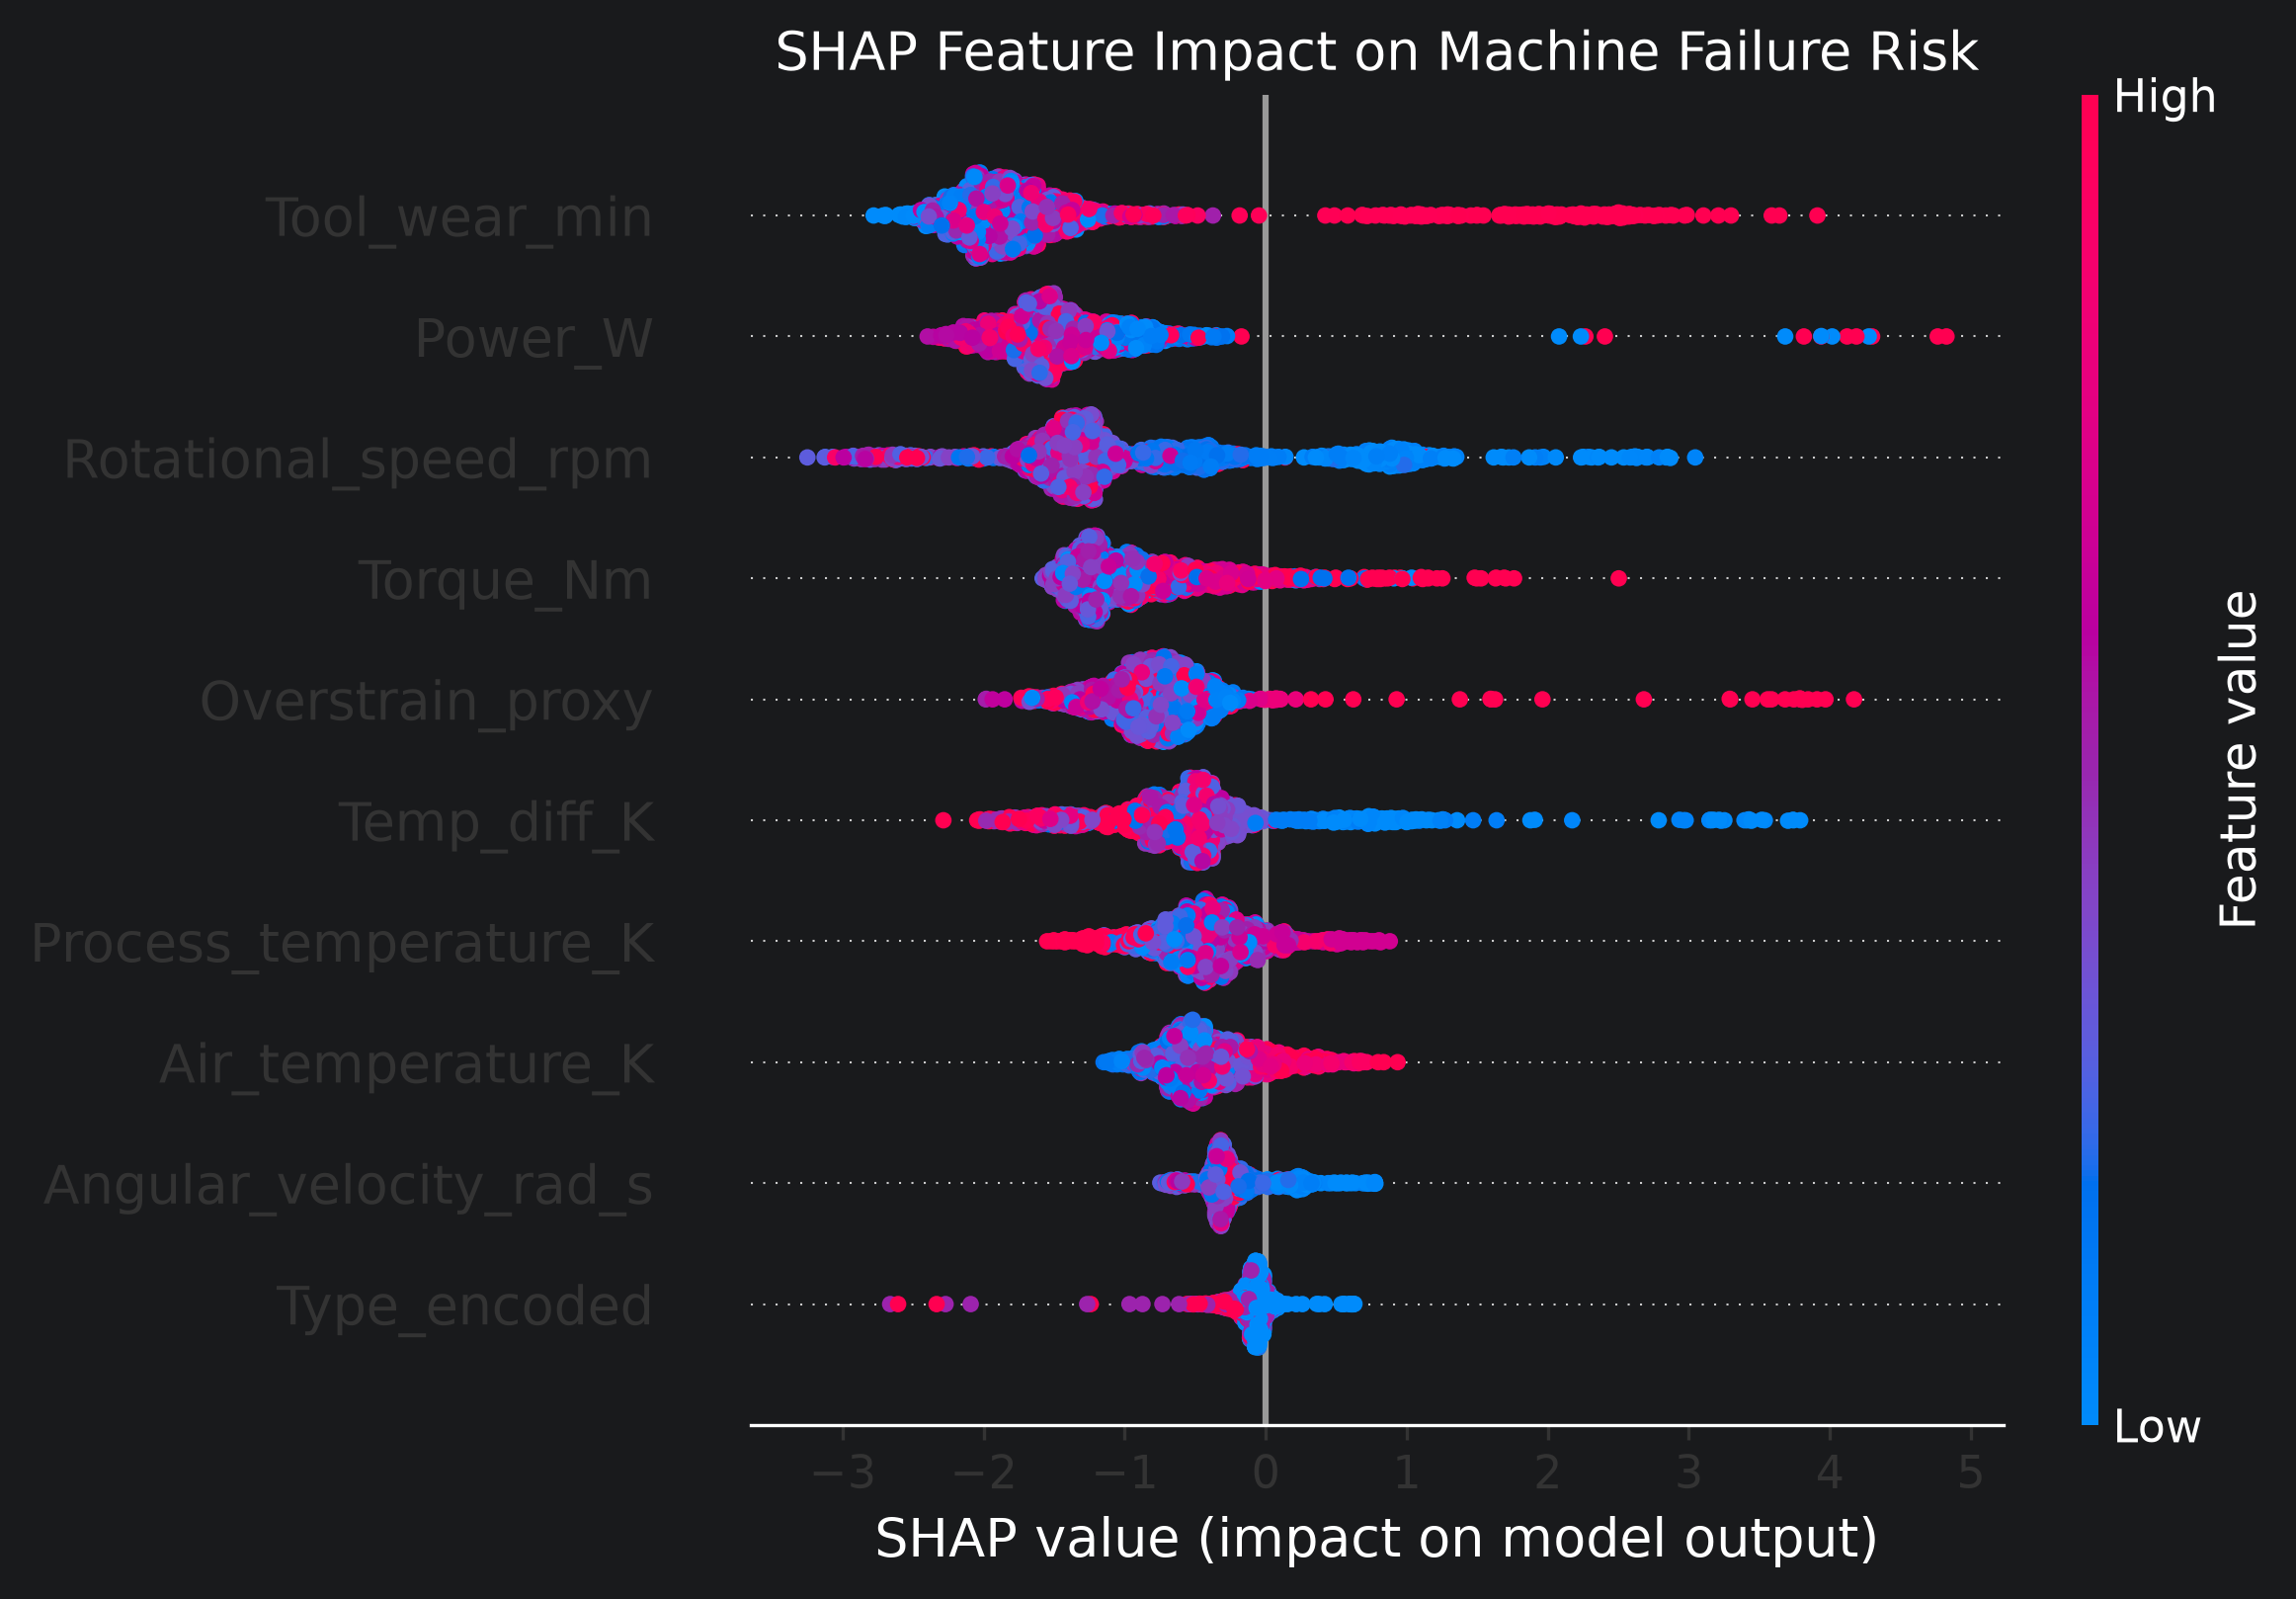 SHAP Feature Impact on Machine Failure Risk
High
Tool_wear_min
Power_W
Rotational_speed_rpm
Torque_Nm
Overstrain_proxy
Temp_diff_K
Process_temperature_K
Air_temperature_K
Angular_velocity_rad_s
Type_encoded
Feature value
Low
−3 −2 −1 0 1 2 3 4 5
SHAP value (impact on model output)